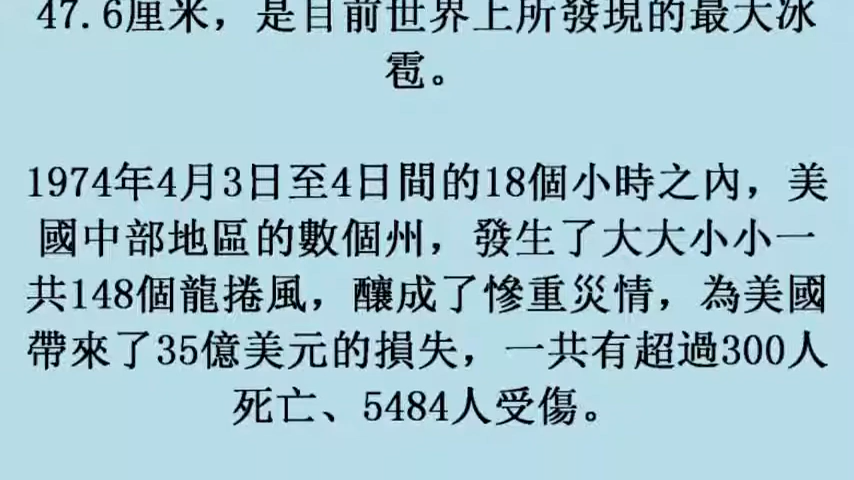 47.6厘米，是目前世界上所發現的最大冰
雹。
1974年4月3日至4日間的18個小時之內，美
國中部地區的數個州，發生了大大小小一
共148個龍捲風，釀成了慘重災情，為美國
帶來了35億美元的損失，一共有超過300人
死亡、5484人受傷。